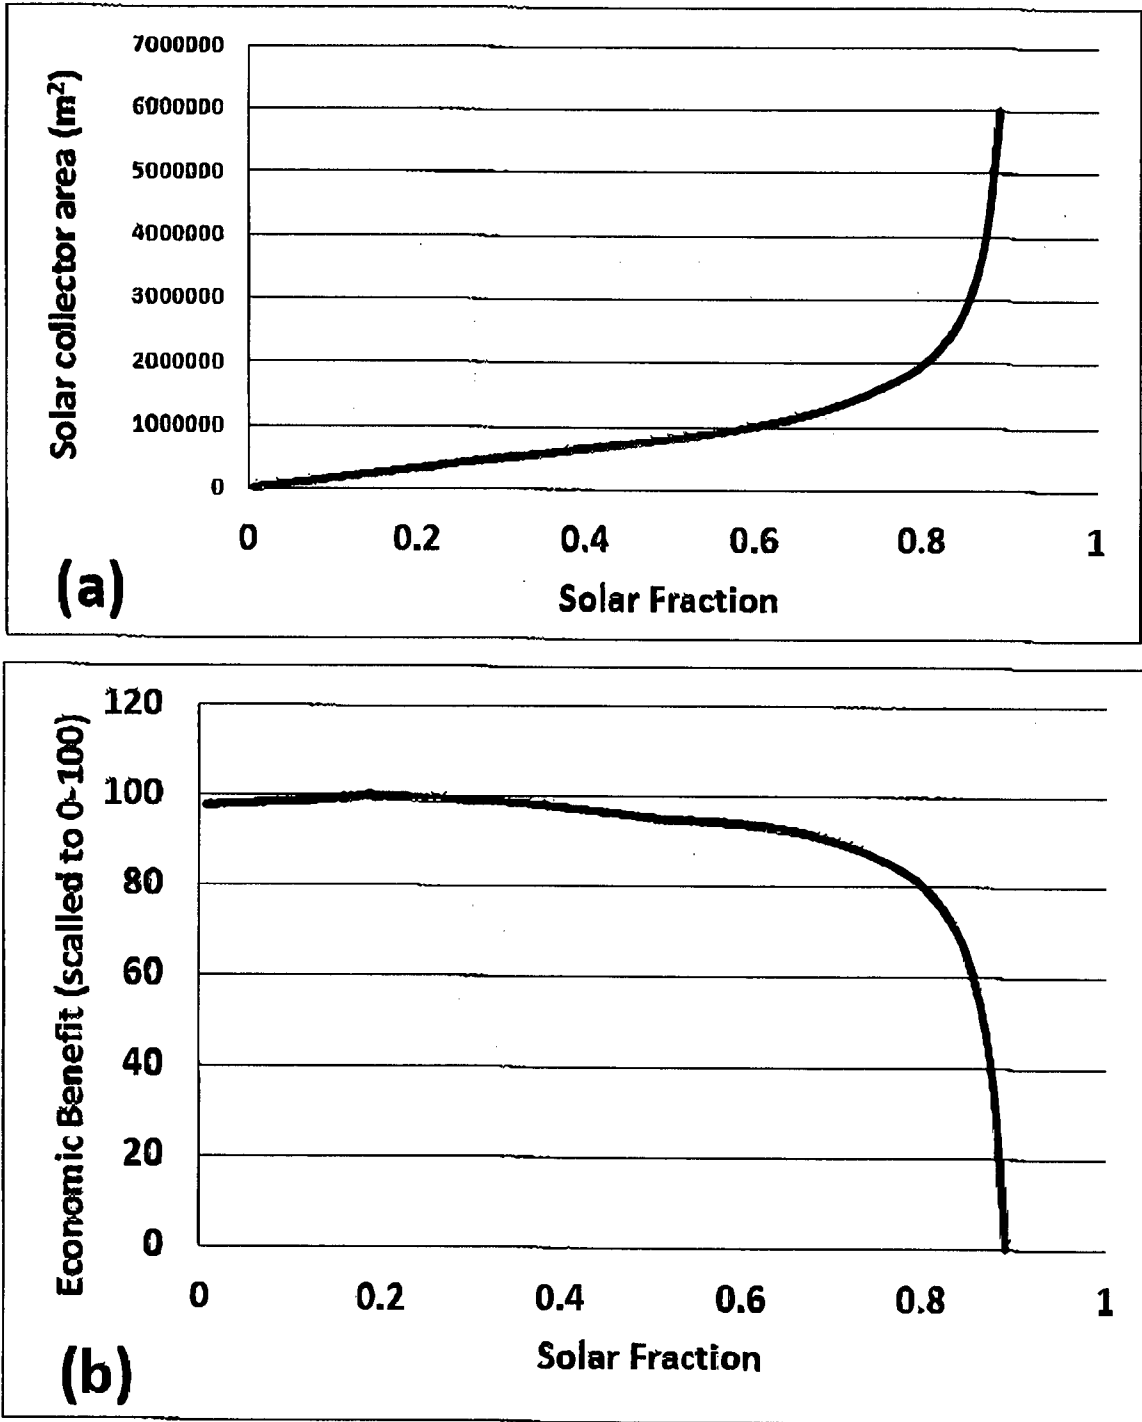 Solar collector area (m²)
7000000
6000000
5000000
4000000
3000000
2000000
1000000
0
0 0.2 0.4 0.6 0.8 1
Solar Fraction
(a)
Economic Benefit (scalled to 0-100)
120
100
80
60
40
20
0
0 0.2 0.4 0.6 0.8 1
Solar Fraction
(b)